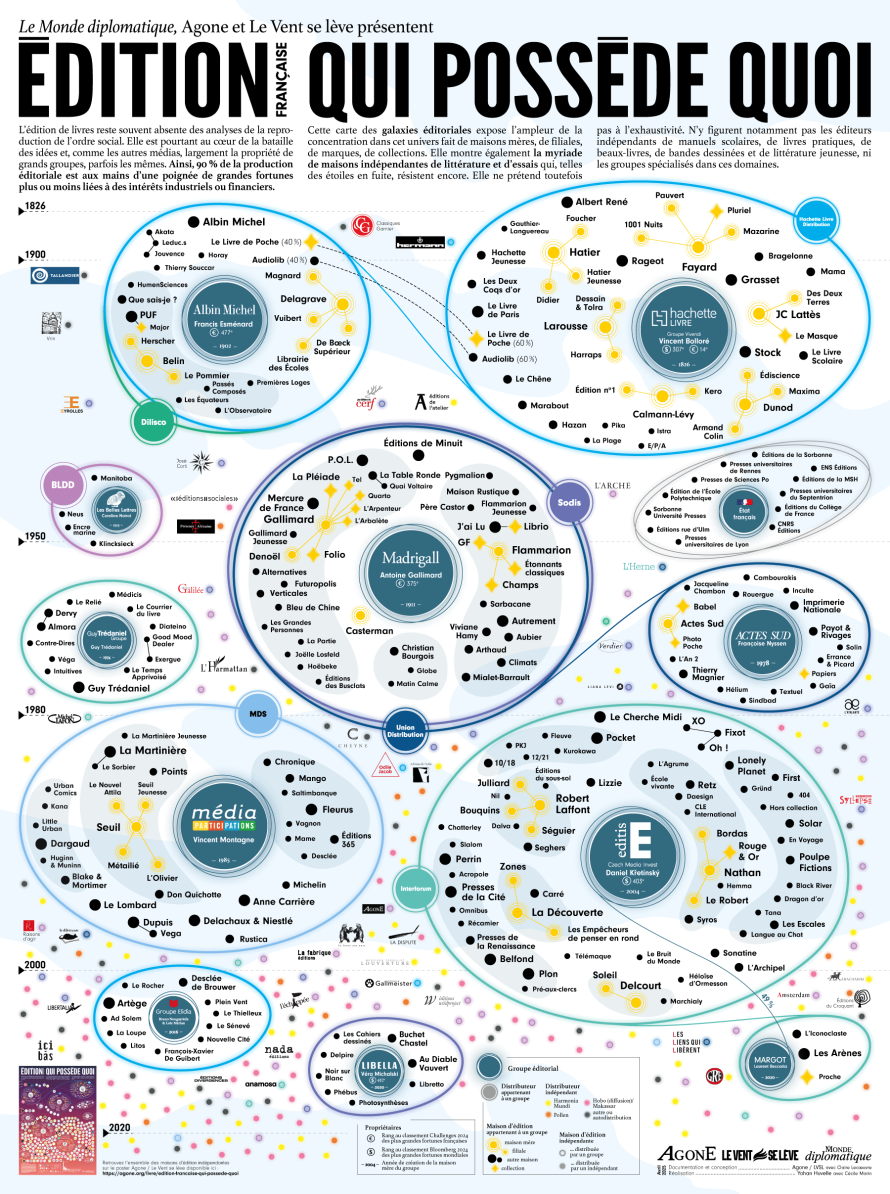 Le Monde diplomatique, Agone et Le Vent se lève présentent
ÉDITION FRANÇAISE QUI POSSÈDE QUOI
L'édition de livres reste souvent absente des analyses de la repro-
duction de l'ordre social. Elle est pourtant au cœur de la bataille
des idées et, comme les autres médias, largement la propriété de
grands groupes, parfois les mêmes. Ainsi, 90 % de la production
éditoriale est aux mains d'une poignée de grandes fortunes
plus ou moins liées à des intérêts industriels ou financiers.
Cette carte des galaxies éditoriales expose l'ampleur de la
concentration dans cet univers fait de maisons mères, de filiales,
de marques, de collections. Elle montre également la myriade
de maisons indépendantes de littérature et d'essais qui, telles
des étoiles en fuite, résistent encore. Elle ne prétend toutefois
pas à l'exhaustivité. N'y figurent notamment pas les éditeurs
indépendants de manuels scolaires, de livres pratiques, de
beaux-livres, de bandes dessinées et de littérature jeunesse, ni
les groupes spécialisés dans ces domaines.
1826
Albin Michel
Akata
Leduc.s
Jouvence
Horay
Thierry Souccar
Le Livre de Poche (40%)
Audiolib (40%)
Magnard
HumenSciences
Que sais-je ?
PUF
Major
Herscher
Belin
Albin Michel
Francis Esménard
€ 477e
1902
Delagrave
Vuibert
De Bœck
Supérieur
Librairie
des Écoles
Le Pommier
Passés
Composés
Premières Loges
Les Équateurs
L'Observatoire
Dilisco
1900
TALLANDIER
Vrin
EYROLLES
Classiques
Garnier
hermann
cerf
éditions
de l'atelier
Hachette Livre
Distribution
Albert René
Gauthier-
Languereau
Foucher
Pauvert
1001 Nuits
Pluriel
Mazarine
Fayard
Hatier
Hachette
Jeunesse
Hatier
Jeunesse
Didier
Rageot
Bragelonne
Mama
Grasset
Les Deux
Coqs d'or
Le Livre
de Paris
Dessain
& Tolra
Larousse
Harraps
Le Livre de
Poche (60%)
Audiolib (60%)
hachette
LIVRE
Groupe Vivendi
Vincent Bolloré
$ 307e € 14e
1826
Des Deux
Terres
JC Lattès
Le Masque
Stock
Le Livre
Scolaire
Le Chêne
Édition n°1
Kero
Calmann-Lévy
Édiscience
Maxima
Dunod
Armand
Colin
Marabout
Hazan
Pika
Istra
La Plage
E/P/A
José
Corti
«éditions sociales»
BLDD
Manitoba
Les Belles Lettres
Caroline Noirot
Neus
Encre
marine
Klincksieck
1950
Éditions de Minuit
P.O.L.
La Pléiade
Tel
La Table Ronde
Quai Voltaire
Pygmalion
Mercure
de France
Quarto
L'Arpenteur
L'Arbalète
Gallimard
Gallimard
Jeunesse
Denoël
Folio
Maison Rustique
Père Castor
Flammarion
Jeunesse
J'ai Lu
Librio
GF
Flammarion
Étonnants
classiques
Champs
Alternatives
Futuropolis
Verticales
Bleu de Chine
Les Grandes
Personnes
La Partie
Joëlle Losfeld
Hoëbeke
Éditions
des Busclats
Casterman
Madrigall
Antoine Gallimard
€ 375e
1911
Christian
Bourgois
Globe
Matin Calme
Sarbacane
Autrement
Viviane
Hamy
Aubier
Arthaud
Climats
Mialet-Barrault
Sodis
Union
Distribution
L'ARCHE
Éditions de la Sorbonne
Presses universitaires
de Rennes
ENS Éditions
Presses de Sciences Po
Éditions de la MSH
Édition de l'École
Polytechnique
Presses universitaires
du Septentrion
Sorbonne
Université Presses
État
français
Éditions du Collège
de France
Éditions rue d'Ulm
CNRS
Éditions
Presses
universitaires de Lyon
L'Herne
Galilée
Médicis
Le Relié
Le Courrier
du livre
Dervy
Almora
Diateino
Good Mood
Dealer
Contre-Dires
Guy Trédaniel
Groupe
Guy Trédaniel
Véga
Exergue
Intuitives
Le Temps
Apprivoisé
Guy Trédaniel
L'Harmattan
Verdier
LIANA LÉVI
Cambourakis
Jacqueline
Chambon
Rouergue
Inculte
Babel
Imprimerie
Nationale
Actes Sud
Photo
Poche
ACTES SUD
Françoise Nyssen
1978
Payot &
Rivages
Solin
L'An 2
Errance
& Picard
Thierry
Magnier
Papiers
Hélium
Textuel
Gaïa
Sindbad
1980
MDS
CHEYNE
Odile
Jacob
La Martinière Jeunesse
La Martinière
Le Sorbier
Points
Chronique
Mango
Saltimbanque
Fleurus
Vagnon
Mame
Éditions
365
Desclée
Urban
Comics
Le Nouvel
Attila
Seuil
Jeunesse
Kana
Little
Urban
Seuil
Dargaud
Huginn
& Muninn
Métailié
L'Olivier
média
PARTICIPATIONS
Vincent Montagne
1985
Blake &
Mortimer
Don Quichotte
Michelin
Le Lombard
Anne Carrière
Dupuis
Vega
Delachaux & Niestlé
Rustica
Interforum
Le Cherche Midi
XO
Fixot
Oh !
Fleuve
Pocket
PKJ
Kurokawa
12/21
10/18
Julliard
Éditions
du sous-sol
Nil
Bouquins
Robert
Laffont
Dalva
Séguier
Seghers
Chatterley
Slalom
Perrin
Acropole
Presses
de la Cité
Omnibus
Récamier
Presses de
la Renaissance
Zones
Carré
La Découverte
Les Empêcheurs
de penser en rond
Belfond
Plon
Pré-aux-clercs
Télémaque
Soleil
Delcourt
Le Bruit du
Monde
Héloïse
d'Ormesson
Marchialy
Lizzie
editis
Czech Media Invest
Daniel Křetínský
$ 403e
2004
L'Agrume
École
vivante
Retz
Daesign
CLE
International
Lonely
Planet
First
Gründ
404
Hors collection
Solar
Bordas
Rouge
& Or
Nathan
Hemma
Le Robert
Syros
En Voyage
Poulpe
Fictions
Black River
Dragon d'or
Tana
Les Escales
Langue au Chat
Sonatine
L'Archipel
49 %
SYLLEPSE
AGONE
LA DISPUTE
LOUVERTURE
Raisons
d'agir
La fabrique
éditions
2000
Gallmeister
LIBERTALIA
l'échappée
Amsterdam
Éditions
du Croquant
ici
bas
nada
éditions
EDITIONS
DIVERGENCES
anamosa
Le Rocher
Desclée
de Brouwer
Artège
Plein Vent
Ad Solem
Groupe Elidia
Le Thielleux
La Loupe
Le Sénevé
Litos
Nouvelle Cité
François-Xavier
De Guibert
Les Cahiers
dessinés
Buchet
Chastel
Delpire
Au Diable
Vauvert
Noir sur
Blanc
LIBELLA
Véra Michalski
Libretto
Phébus
Photosynthèses
LES
LIENS QUI
LIBÈRENT
MARGOT
Laurent Beccaria
2020
L'Iconoclaste
Les Arènes
Proche
EDITION QUI POSSÈDE QUOI
2020
Retrouvez l'ensemble des maisons d'édition indépendantes
sur le poster Agone / Le Vent se lève disponible ici :
https://agone.org/livre/edition-francaise-qui-possede-quoi
Propriétaires
€ Rang au classement Challenges 2024
des plus grandes fortunes françaises
$ Rang au classement Bloomberg 2024
des plus grandes fortunes mondiales
2004 Année de création de la maison
mère du groupe
Groupe éditorial
Distributeur
appartenant
à un groupe
Distributeur
indépendant
Harmonia
Mundi
Pollen
Hobo (diffusion)/
Makassar
autre ou
autodistribution
Maison d'édition
appartenant à un groupe
maison mère
filiale
autre maison
collection
Maison d'édition
indépendante
... distribuée
par un groupe
... distribuée
par un indépendant
AGONE LE VENT SE LÈVE LE MONDE diplomatique
Avril 2025
Documentation et conception Agone / LVSL avec Claire Lecoeuvre
Réalisation Yohan Havelle avec Cécile Marin